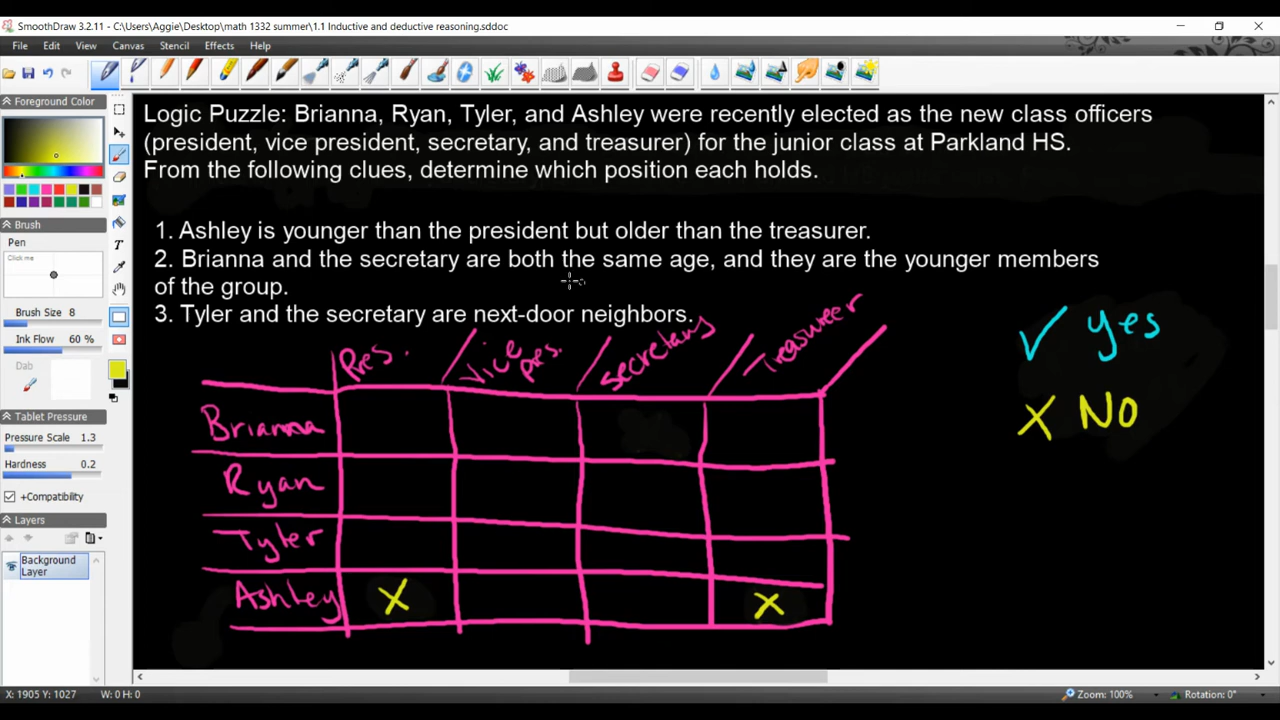 SmoothDraw 3.2.11 - C:\Users\Aggie\Desktop\math 1332 summer\1.1 Inductive and deductive reasoning.sddoc
File Edit View Canvas Stencil Effects Help
Foreground Color
Brush
Pen
Click me
Brush Size 8
Ink Flow 60 %
Dab
Tablet Pressure
Pressure Scale 1.3
Hardness 0.2
+Compatibility
Layers
Background
Layer
Logic Puzzle: Brianna, Ryan, Tyler, and Ashley were recently elected as the new class officers
(president, vice president, secretary, and treasurer) for the junior class at Parkland HS.
From the following clues, determine which position each holds.
1. Ashley is younger than the president but older than the treasurer.
2. Brianna and the secretary are both the same age, and they are the younger members
of the group.
3. Tyler and the secretary are next-door neighbors.
Pres. Vice pres. Secretary Treasurer
Brianna
Ryan
Tyler
Ashley X X
✓ yes
X No
X: 1905 Y: 1027 W: 0 H: 0 Zoom: 100% Rotation: 0°